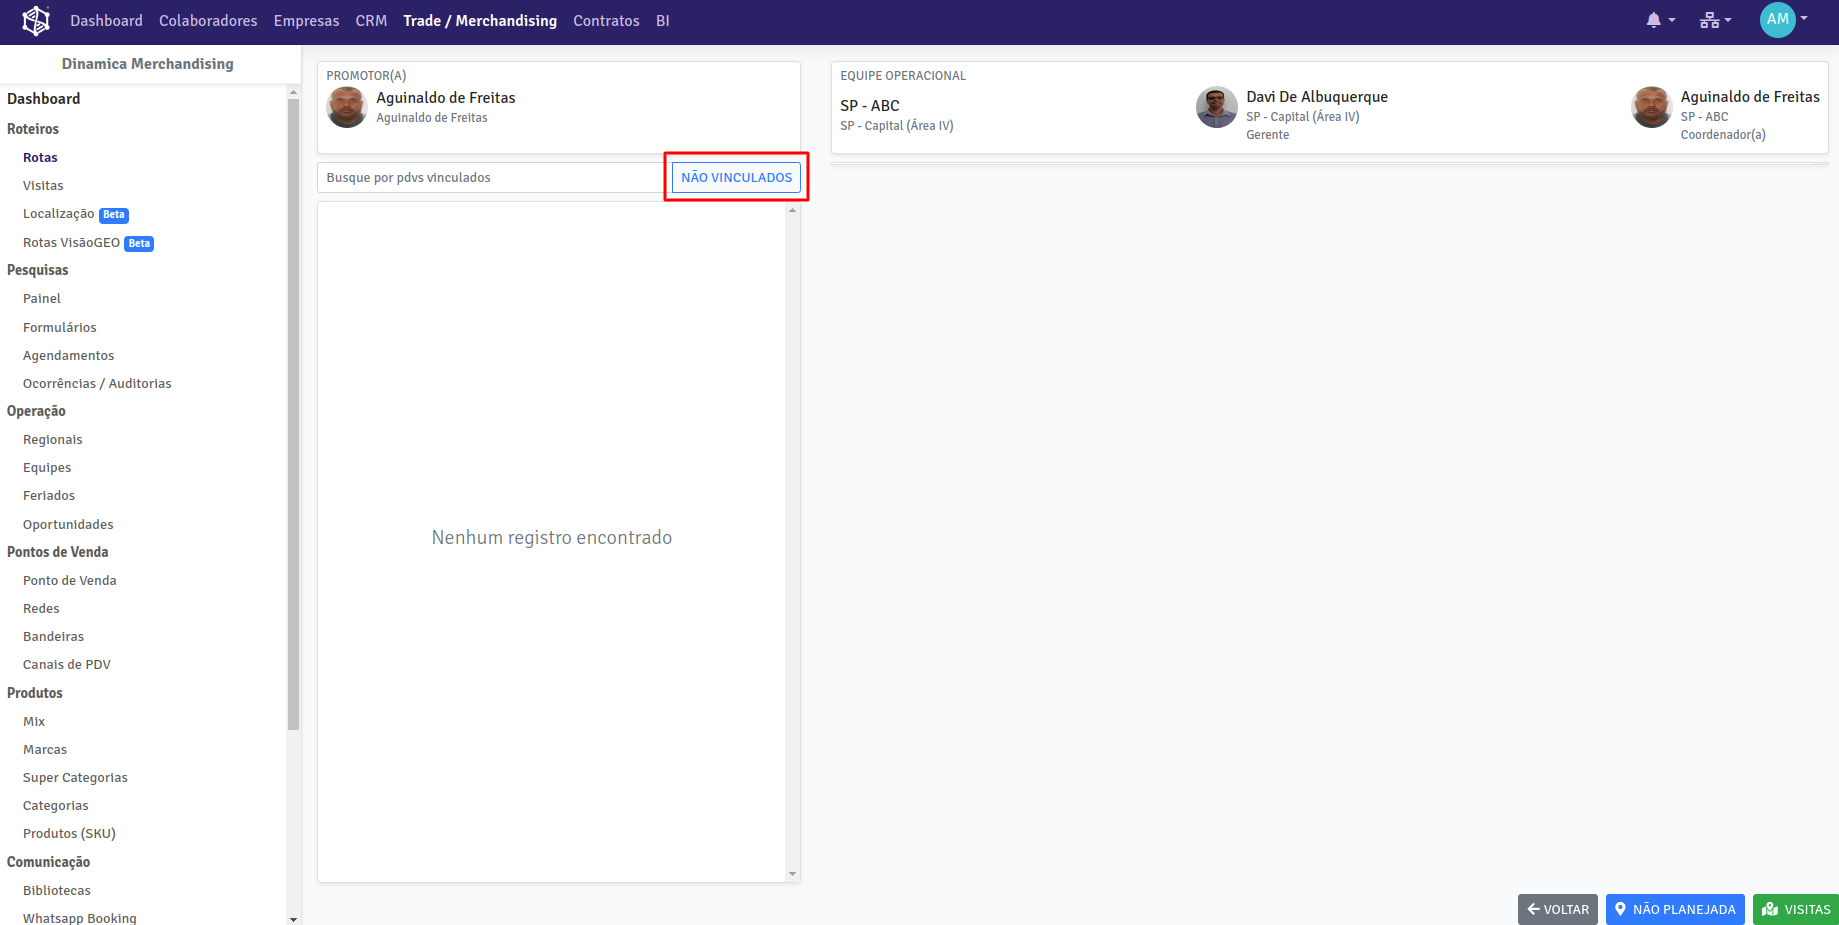 Dashboard Colaboradores Empresas CRM Trade / Merchandising Contratos BI AM
Dinamica Merchandising
Dashboard
Roteiros
Rotas
Visitas
Localização Beta
Rotas VisãoGEO Beta
Pesquisas
Painel
Formulários
Agendamentos
Ocorrências / Auditorias
Operação
Regionais
Equipes
Feriados
Oportunidades
Pontos de Venda
Ponto de Venda
Redes
Bandeiras
Canais de PDV
Produtos
Mix
Marcas
Super Categorias
Categorias
Produtos (SKU)
Comunicação
Bibliotecas
Whatsapp Booking
PROMOTOR(A)
Aguinaldo de Freitas
Aguinaldo de Freitas
Busque por pdvs vinculados
NÃO VINCULADOS
Nenhum registro encontrado
EQUIPE OPERACIONAL
SP - ABC
SP - Capital (Área IV)
Davi De Albuquerque
SP - Capital (Área IV)
Gerente
Aguinaldo de Freitas
SP - ABC
Coordenador(a)
VOLTAR
NÃO PLANEJADA
VISITAS